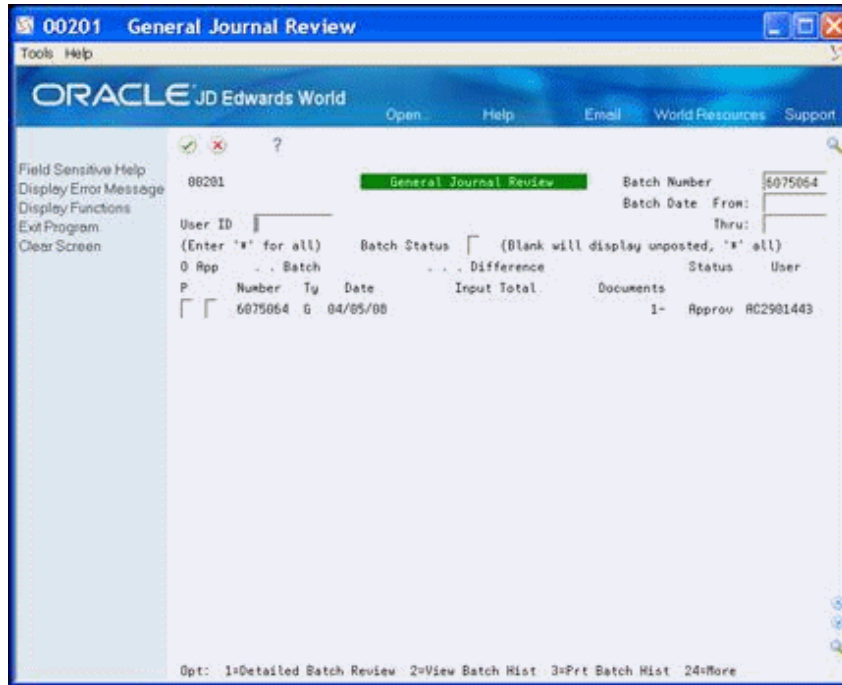 00201 General Journal Review
Tools Help
ORACLE JD Edwards World
Open.. Help Email World Resources Support
?
Field Sensitive Help
Display Error Message
Display Functions
Exit Program
Clear Screen
00201 General Journal Review Batch Number 6075064
Batch Date From:
User ID Thru:
(Enter '*' for all) Batch Status (Blank will display unposted, '*' all)
O App . . Batch . . . Difference Status User
P Number Ty Date Input Total Documents
6075064 G 04/05/08 1- Approv AC2901443
Opt: 1=Detailed Batch Review 2=View Batch Hist 3=Prt Batch Hist 24=More